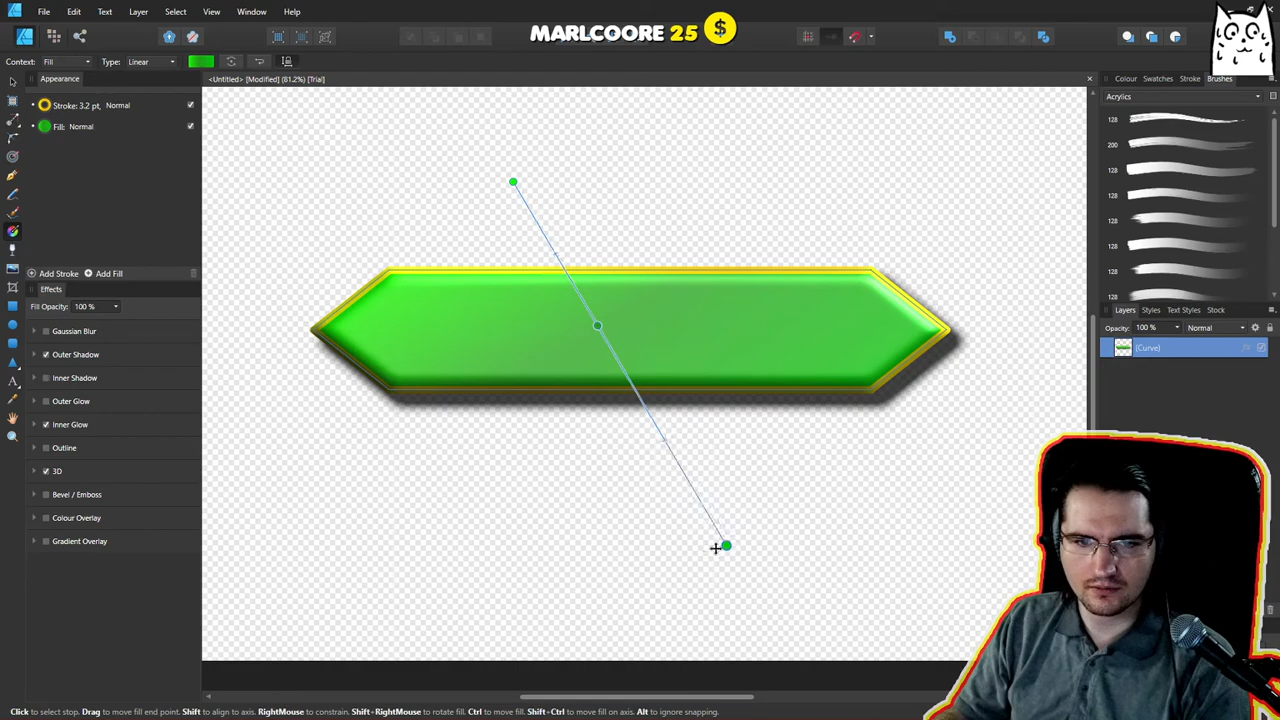 File Edit Text Layer Select View Window Help
MARLCOORE 25 $
Context: Fill Type: Linear
Appearance
<Untitled> [Modified] (81.2%) [Trial]
Colour Swatches Stroke Brushes
Acrylics
Stroke: 3.2 pt, Normal
Fill: Normal
128
200
128
128
128
128
128
128
Add Stroke Add Fill
Effects
Fill Opacity: 100 %
Gaussian Blur
Outer Shadow
Inner Shadow
Outer Glow
Inner Glow
Outline
3D
Bevel / Emboss
Colour Overlay
Gradient Overlay
Layers Styles Text Styles Stock
Opacity: 100 % Normal
(Curve)
Click to select stop. Drag to move fill end point. Shift to align to axis. RightMouse to constrain. Shift+RightMouse to rotate fill. Ctrl to move fill. Shift+Ctrl to move fill on axis. Alt to ignore snapping.